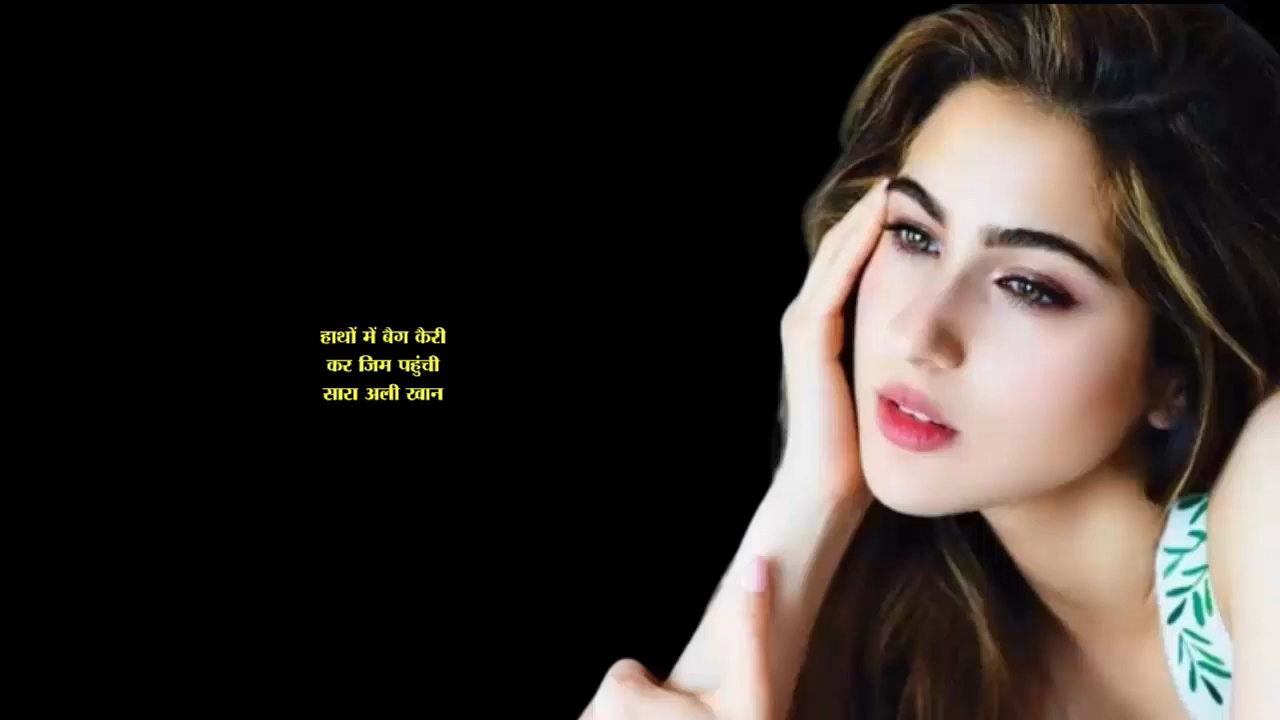 हाथों में बैग कैरी
कर जिम पहुंची
सारा अली खान